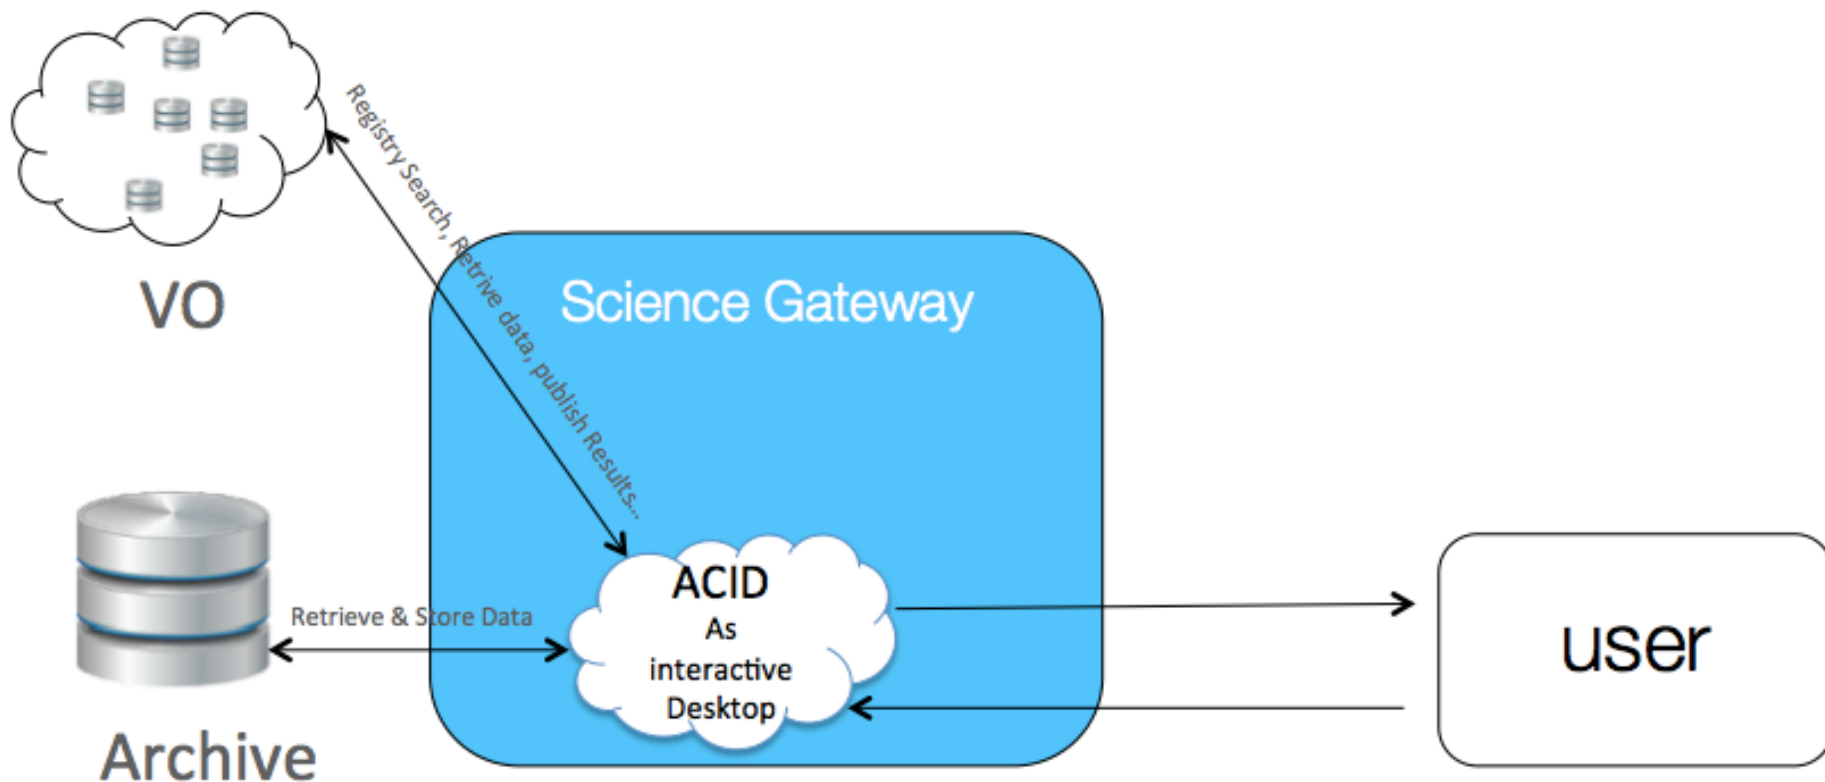 Registry Search, Retrive data, publish Results...
VO
Science Gateway
ACID
As
interactive
Desktop
Retrieve & Store Data
user
Archive